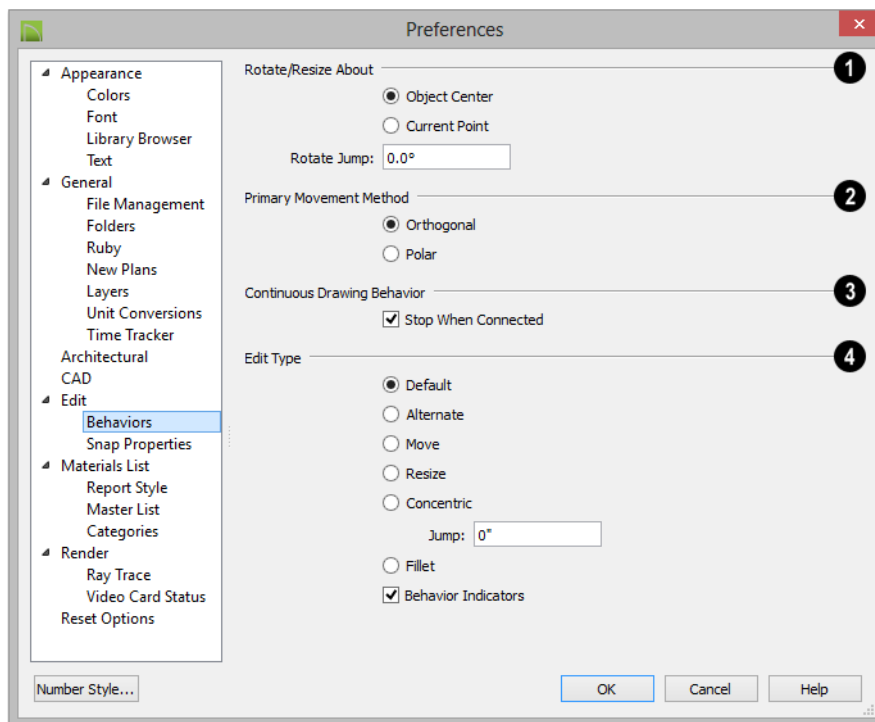 Preferences
Appearance
Colors
Font
Library Browser
Text
General
File Management
Folders
Ruby
New Plans
Layers
Unit Conversions
Time Tracker
Architectural
CAD
Edit
Behaviors
Snap Properties
Materials List
Report Style
Master List
Categories
Render
Ray Trace
Video Card Status
Reset Options
Rotate/Resize About 1
Object Center
Current Point
Rotate Jump: 0.0°
Primary Movement Method 2
Orthogonal
Polar
Continuous Drawing Behavior 3
Stop When Connected
Edit Type 4
Default
Alternate
Move
Resize
Concentric
Jump: 0"
Fillet
Behavior Indicators
Number Style... OK Cancel Help